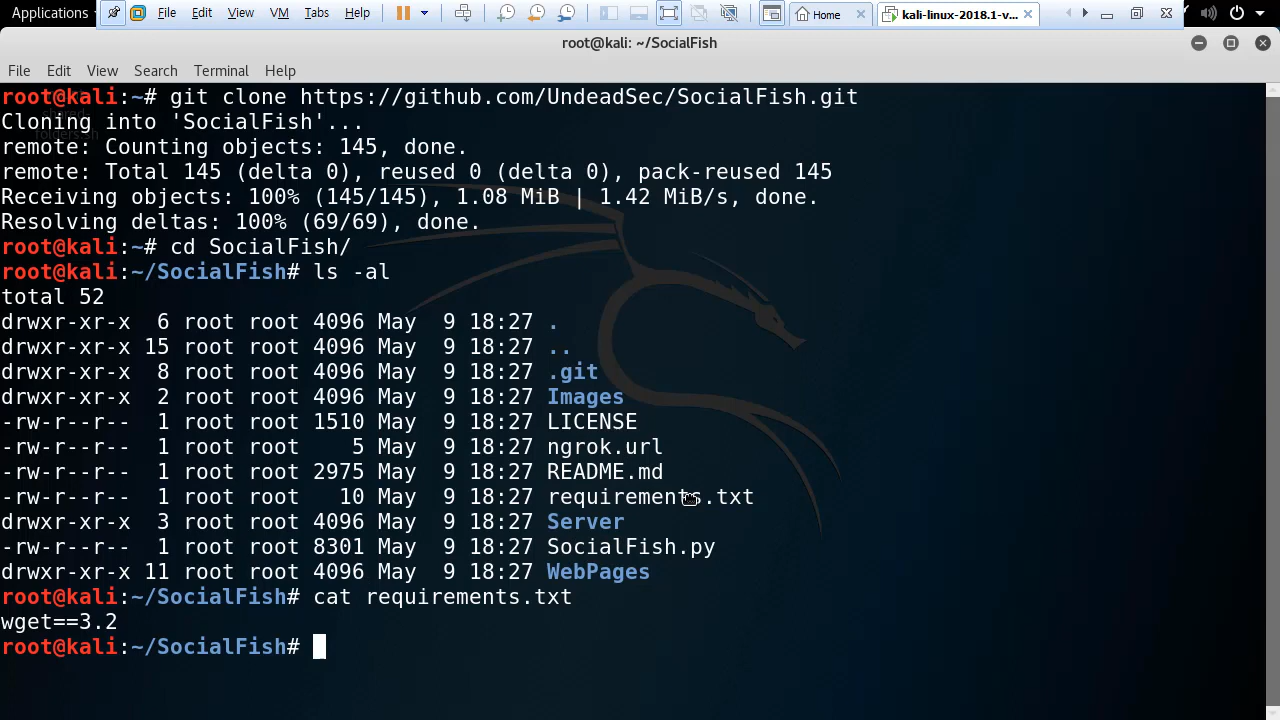 Applications
File Edit View VM Tabs Help
Home
kali-linux-2018.1-v...
root@kali: ~/SocialFish
File Edit View Search Terminal Help
root@kali:~# git clone https://github.com/UndeadSec/SocialFish.git
Cloning into 'SocialFish'...
remote: Counting objects: 145, done.
remote: Total 145 (delta 0), reused 0 (delta 0), pack-reused 145
Receiving objects: 100% (145/145), 1.08 MiB | 1.42 MiB/s, done.
Resolving deltas: 100% (69/69), done.
root@kali:~# cd SocialFish/
root@kali:~/SocialFish# ls -al
total 52
drwxr-xr-x  6 root root 4096 May  9 18:27 .
drwxr-xr-x 15 root root 4096 May  9 18:27 ..
drwxr-xr-x  8 root root 4096 May  9 18:27 .git
drwxr-xr-x  2 root root 4096 May  9 18:27 Images
-rw-r--r--  1 root root 1510 May  9 18:27 LICENSE
-rw-r--r--  1 root root    5 May  9 18:27 ngrok.url
-rw-r--r--  1 root root 2975 May  9 18:27 README.md
-rw-r--r--  1 root root   10 May  9 18:27 requirements.txt
drwxr-xr-x  3 root root 4096 May  9 18:27 Server
-rw-r--r--  1 root root 8301 May  9 18:27 SocialFish.py
drwxr-xr-x 11 root root 4096 May  9 18:27 WebPages
root@kali:~/SocialFish# cat requirements.txt
wget==3.2
root@kali:~/SocialFish#